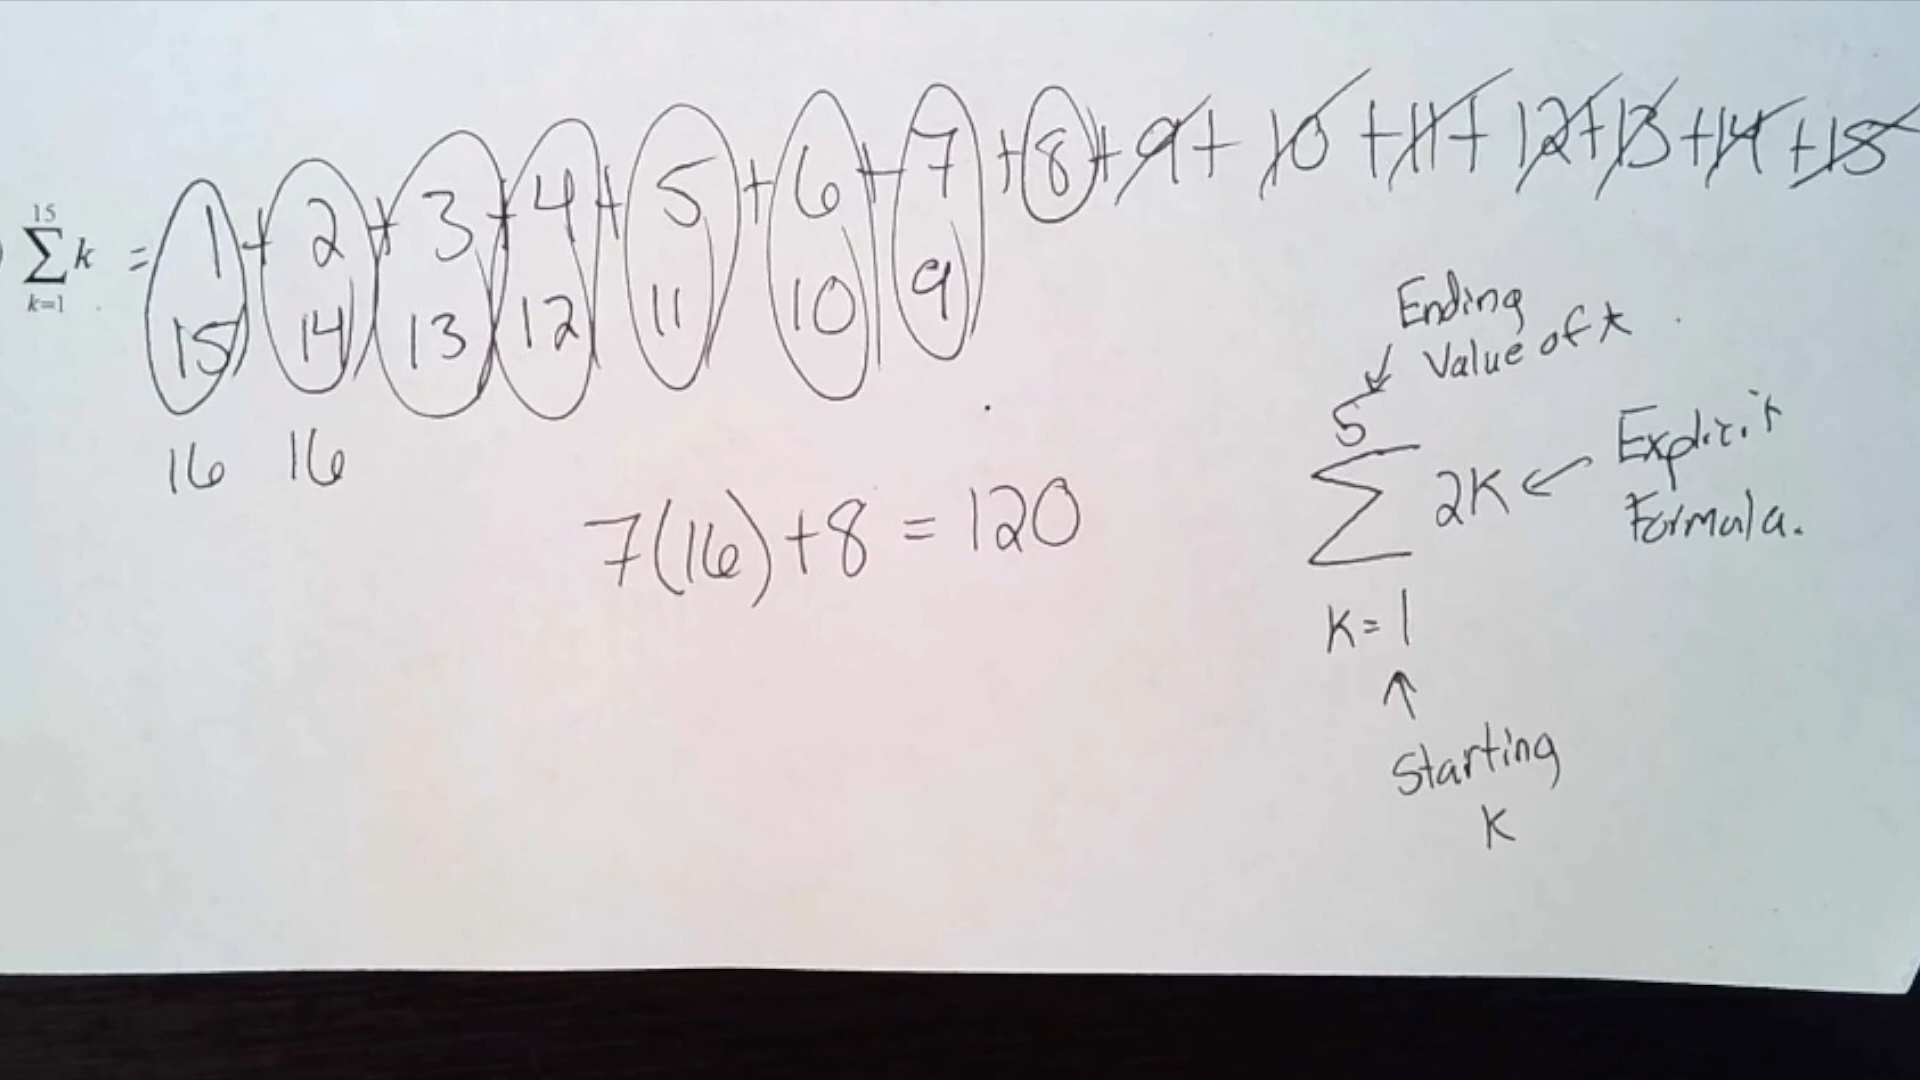 15
∑ k = 1 + 2 + 3 + 4 + 5 + 6 + 7 + 8 + 9 + 10 + 11 + 12 + 13 + 14 + 15
k=1
15 14 13 12 11 10 9
16 16
7(16)+8 = 120
Ending
Value of k
5
∑ 2K ← Explicit
Formula.
K=1
Starting
K